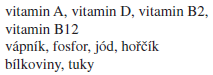 vitamin A, vitamin D, vitamin B2,
vitamin B12
vápník, fosfor, jód, hořčík
bílkoviny, tuky